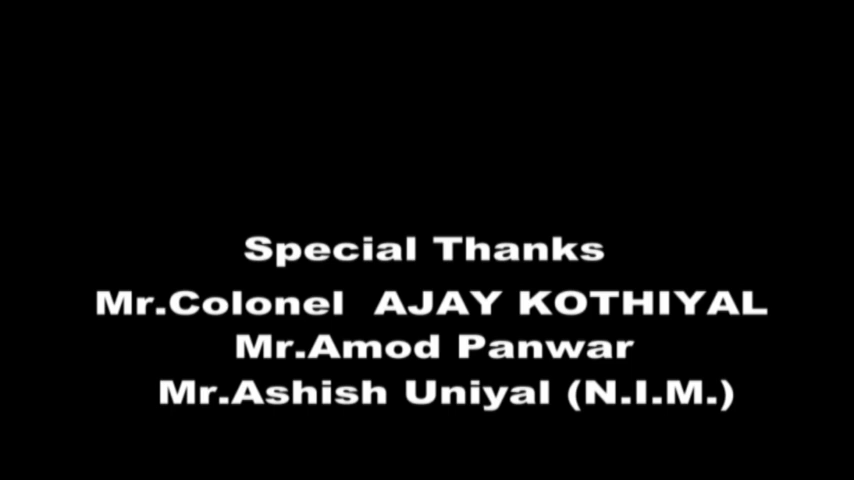 Special Thanks
Mr.Colonel AJAY KOTHIYAL
Mr.Amod Panwar
Mr.Ashish Uniyal (N.I.M.)